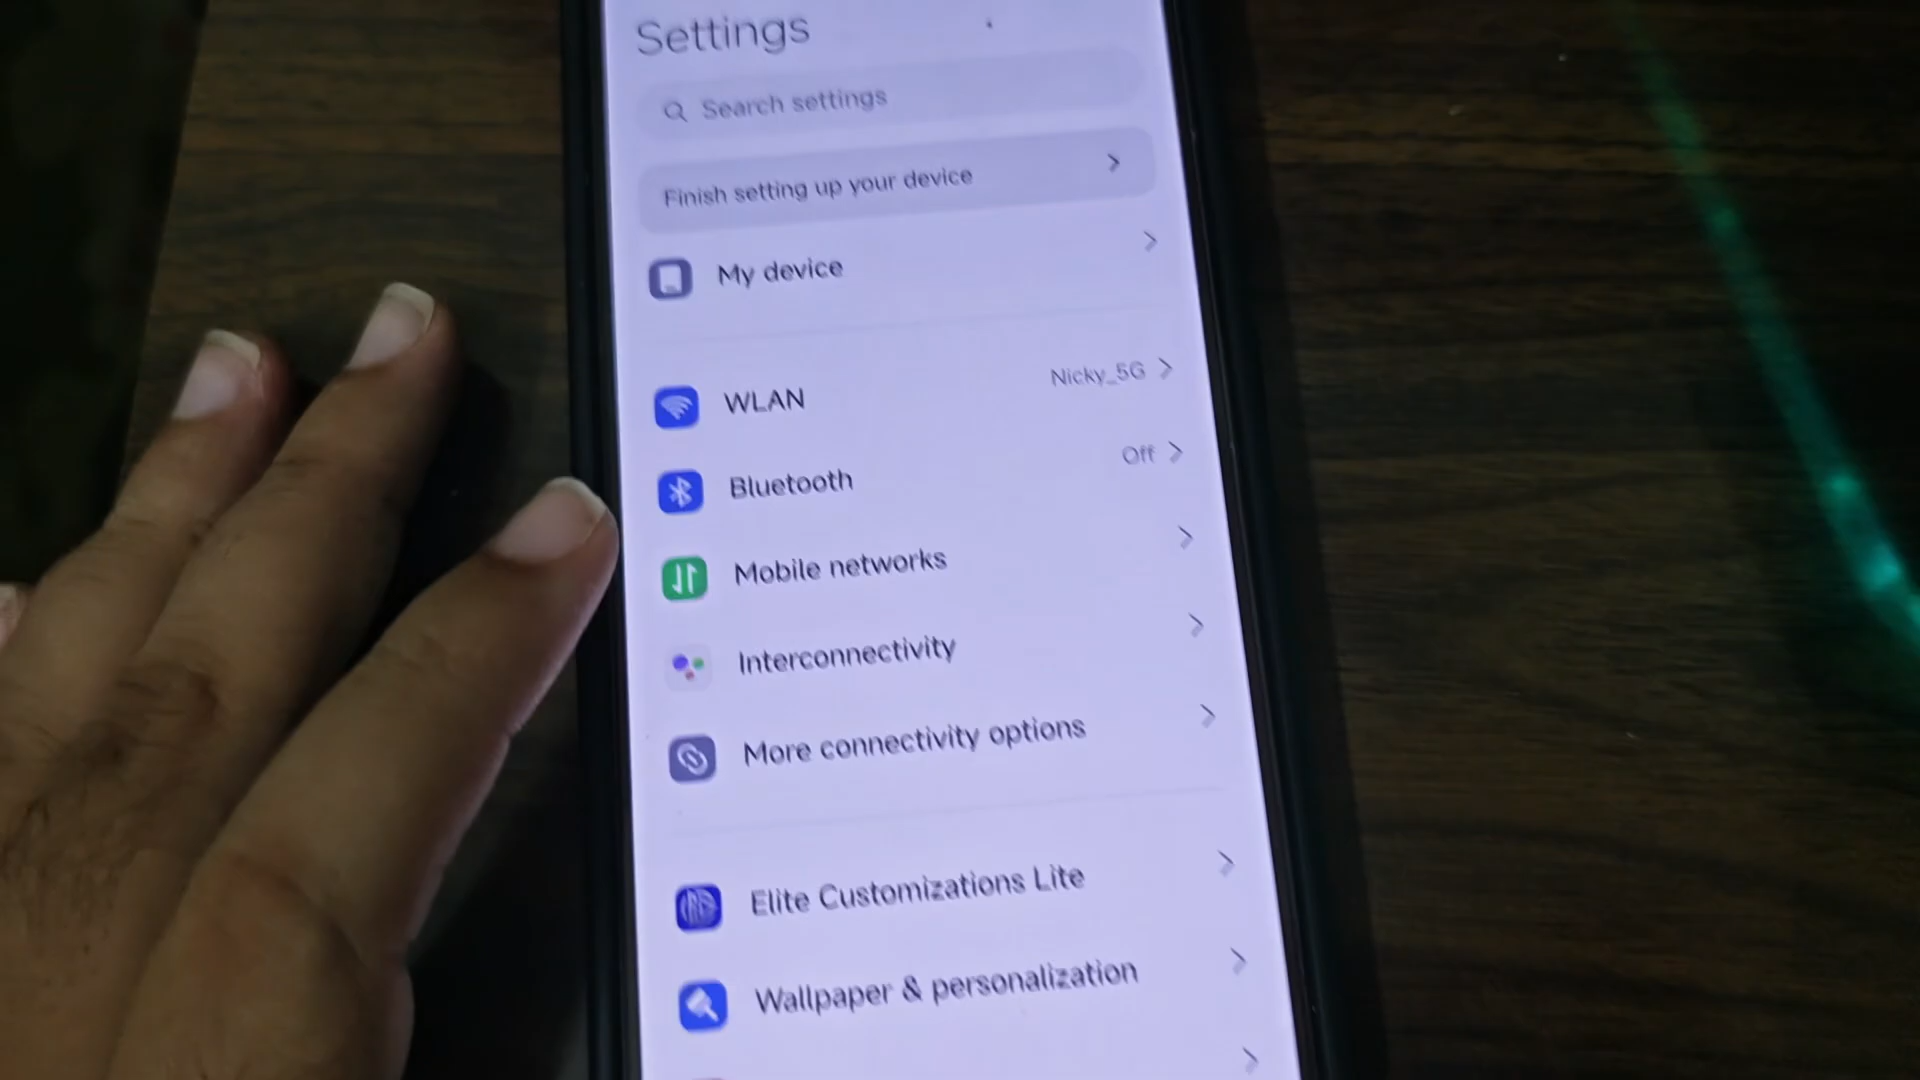 Settings
Search settings
Finish setting up your device
My device
WLAN Nicky_5G
Bluetooth Off
Mobile networks
Interconnectivity
More connectivity options
Elite Customizations Lite
Wallpaper & personalization